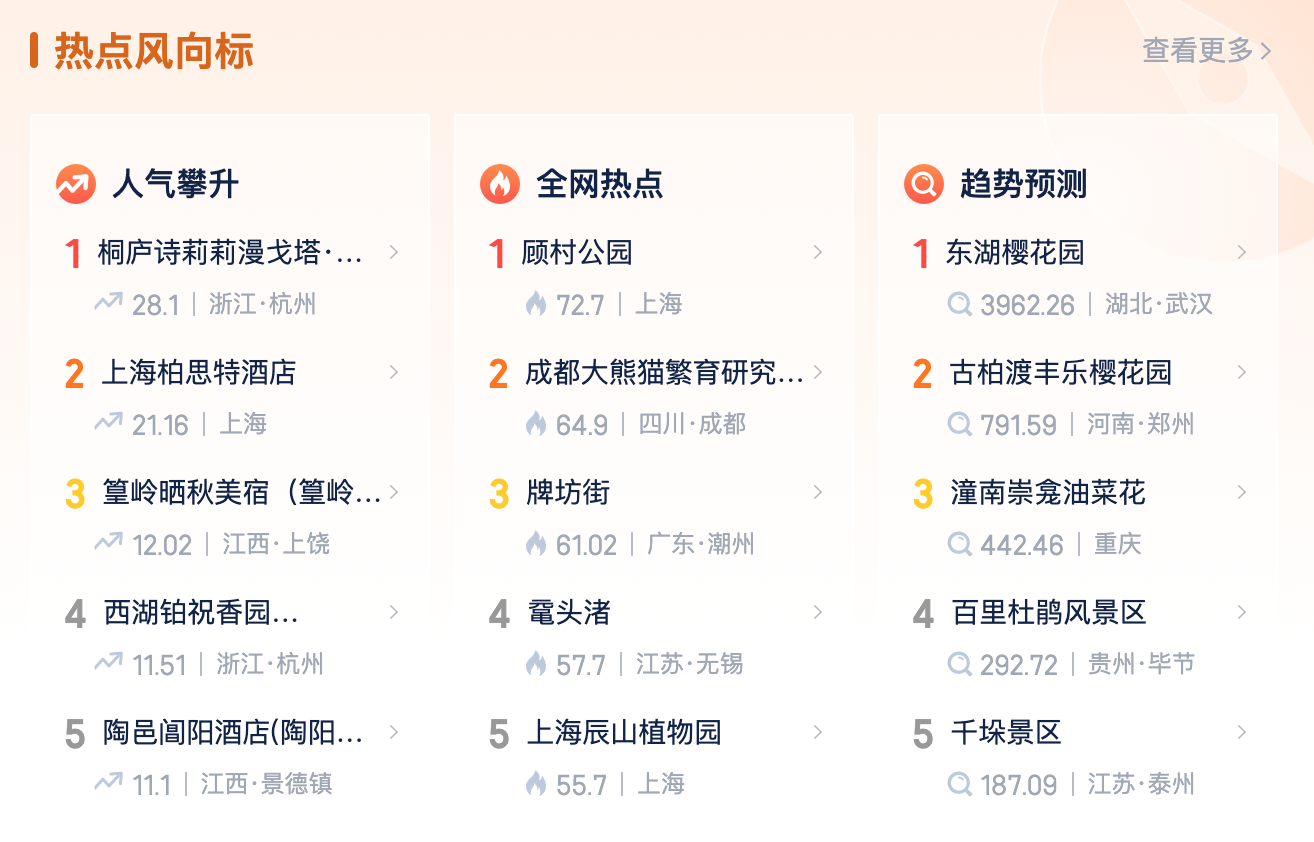 热点风向标
查看更多
人气攀升
1 桐庐诗莉莉漫戈塔·...
28.1 | 浙江·杭州
2 上海柏思特酒店
21.16 | 上海
3 篁岭晒秋美宿（篁岭...
12.02 | 江西·上饶
4 西湖铂祝香园...
11.51 | 浙江·杭州
5 陶邑闾阳酒店(陶阳...
11.1 | 江西·景德镇
全网热点
1 顾村公园
72.7 | 上海
2 成都大熊猫繁育研究...
64.9 | 四川·成都
3 牌坊街
61.02 | 广东·潮州
4 鼋头渚
57.7 | 江苏·无锡
5 上海辰山植物园
55.7 | 上海
趋势预测
1 东湖樱花园
3962.26 | 湖北·武汉
2 古柏渡丰乐樱花园
791.59 | 河南·郑州
3 潼南崇龛油菜花
442.46 | 重庆
4 百里杜鹃风景区
292.72 | 贵州·毕节
5 千垛景区
187.09 | 江苏·泰州